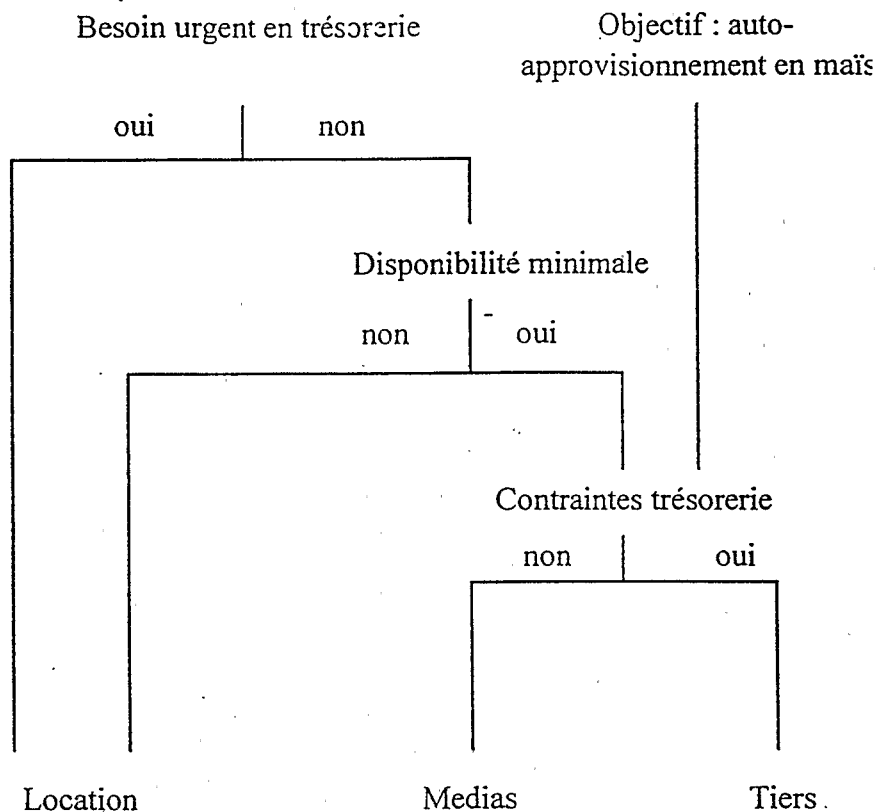 Besoin urgent en trésorerie
Objectif : auto-
approvisionnement en maïs
oui non
Disponibilité minimale
non oui
Contraintes trésorerie
non oui
Location Medias Tiers